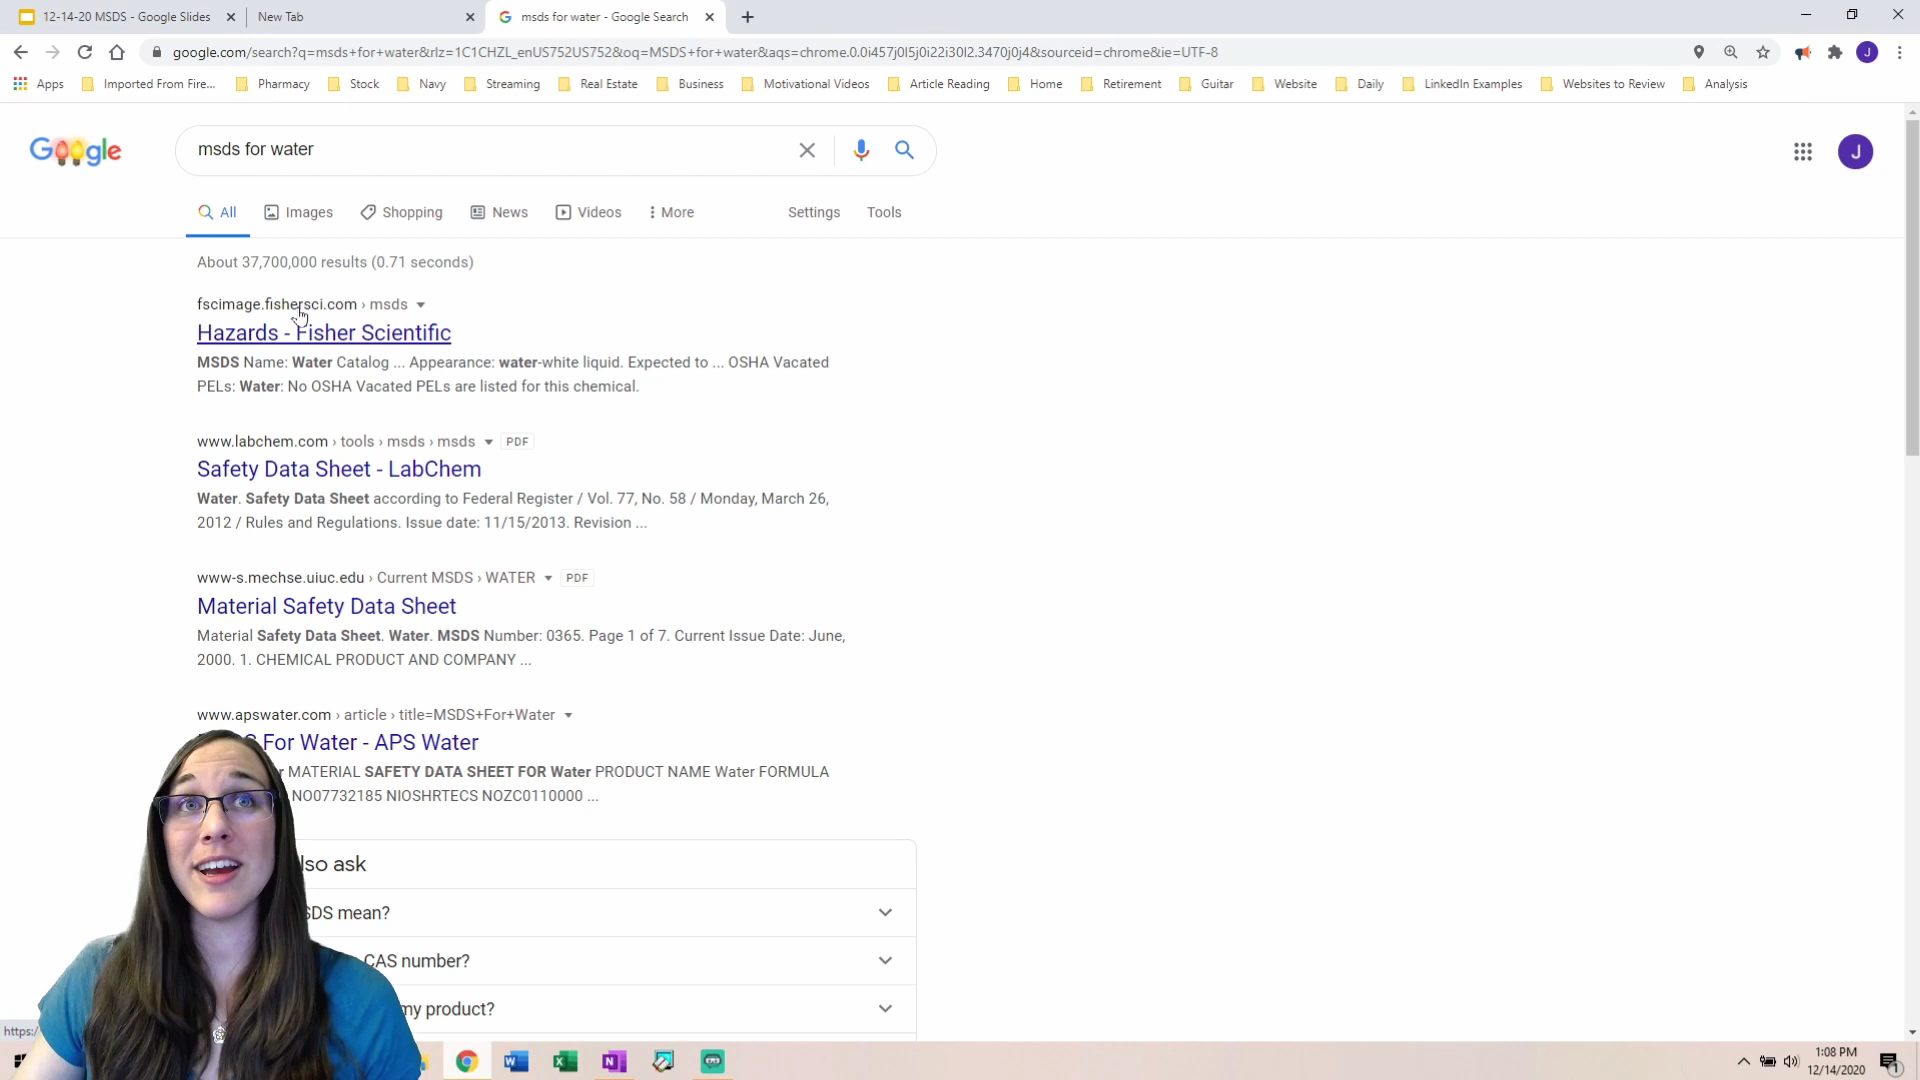 12-14-20 MSDS - Google Slides
New Tab
msds for water - Google Search
google.com/search?q=msds+for+water&rlz=1C1CHZL_enUS752US752&oq=MSDS+for+water&aqs=chrome.0.0i457j0l5j0i22i30l2.3470j0j4&sourceid=chrome&ie=UTF-8
J
Apps
Imported From Fire...
Pharmacy
Stock
Navy
Streaming
Real Estate
Business
Motivational Videos
Article Reading
Home
Retirement
Guitar
Website
Daily
LinkedIn Examples
Websites to Review
Analysis
Google
msds for water
J
All
Images
Shopping
News
Videos
More
Settings
Tools
About 37,700,000 results (0.71 seconds)
fscimage.fishersci.com › msds
Hazards - Fisher Scientific
MSDS Name: Water Catalog ... Appearance: water-white liquid. Expected to ... OSHA Vacated
PELs: Water: No OSHA Vacated PELs are listed for this chemical.
www.labchem.com › tools › msds › msds PDF
Safety Data Sheet - LabChem
Water. Safety Data Sheet according to Federal Register / Vol. 77, No. 58 / Monday, March 26,
2012 / Rules and Regulations. Issue date: 11/15/2013. Revision ...
www-s.mechse.uiuc.edu › Current MSDS › WATER PDF
Material Safety Data Sheet
Material Safety Data Sheet. Water. MSDS Number: 0365. Page 1 of 7. Current Issue Date: June,
2000. 1. CHEMICAL PRODUCT AND COMPANY ...
www.apswater.com › article › title=MSDS+For+Water
For Water - APS Water
MATERIAL SAFETY DATA SHEET FOR Water PRODUCT NAME Water FORMULA
NO07732185 NIOSHRTECS NOZC0110000 ...
ask
mean?
CAS number?
my product?
https:/
1:08 PM
12/14/2020
1